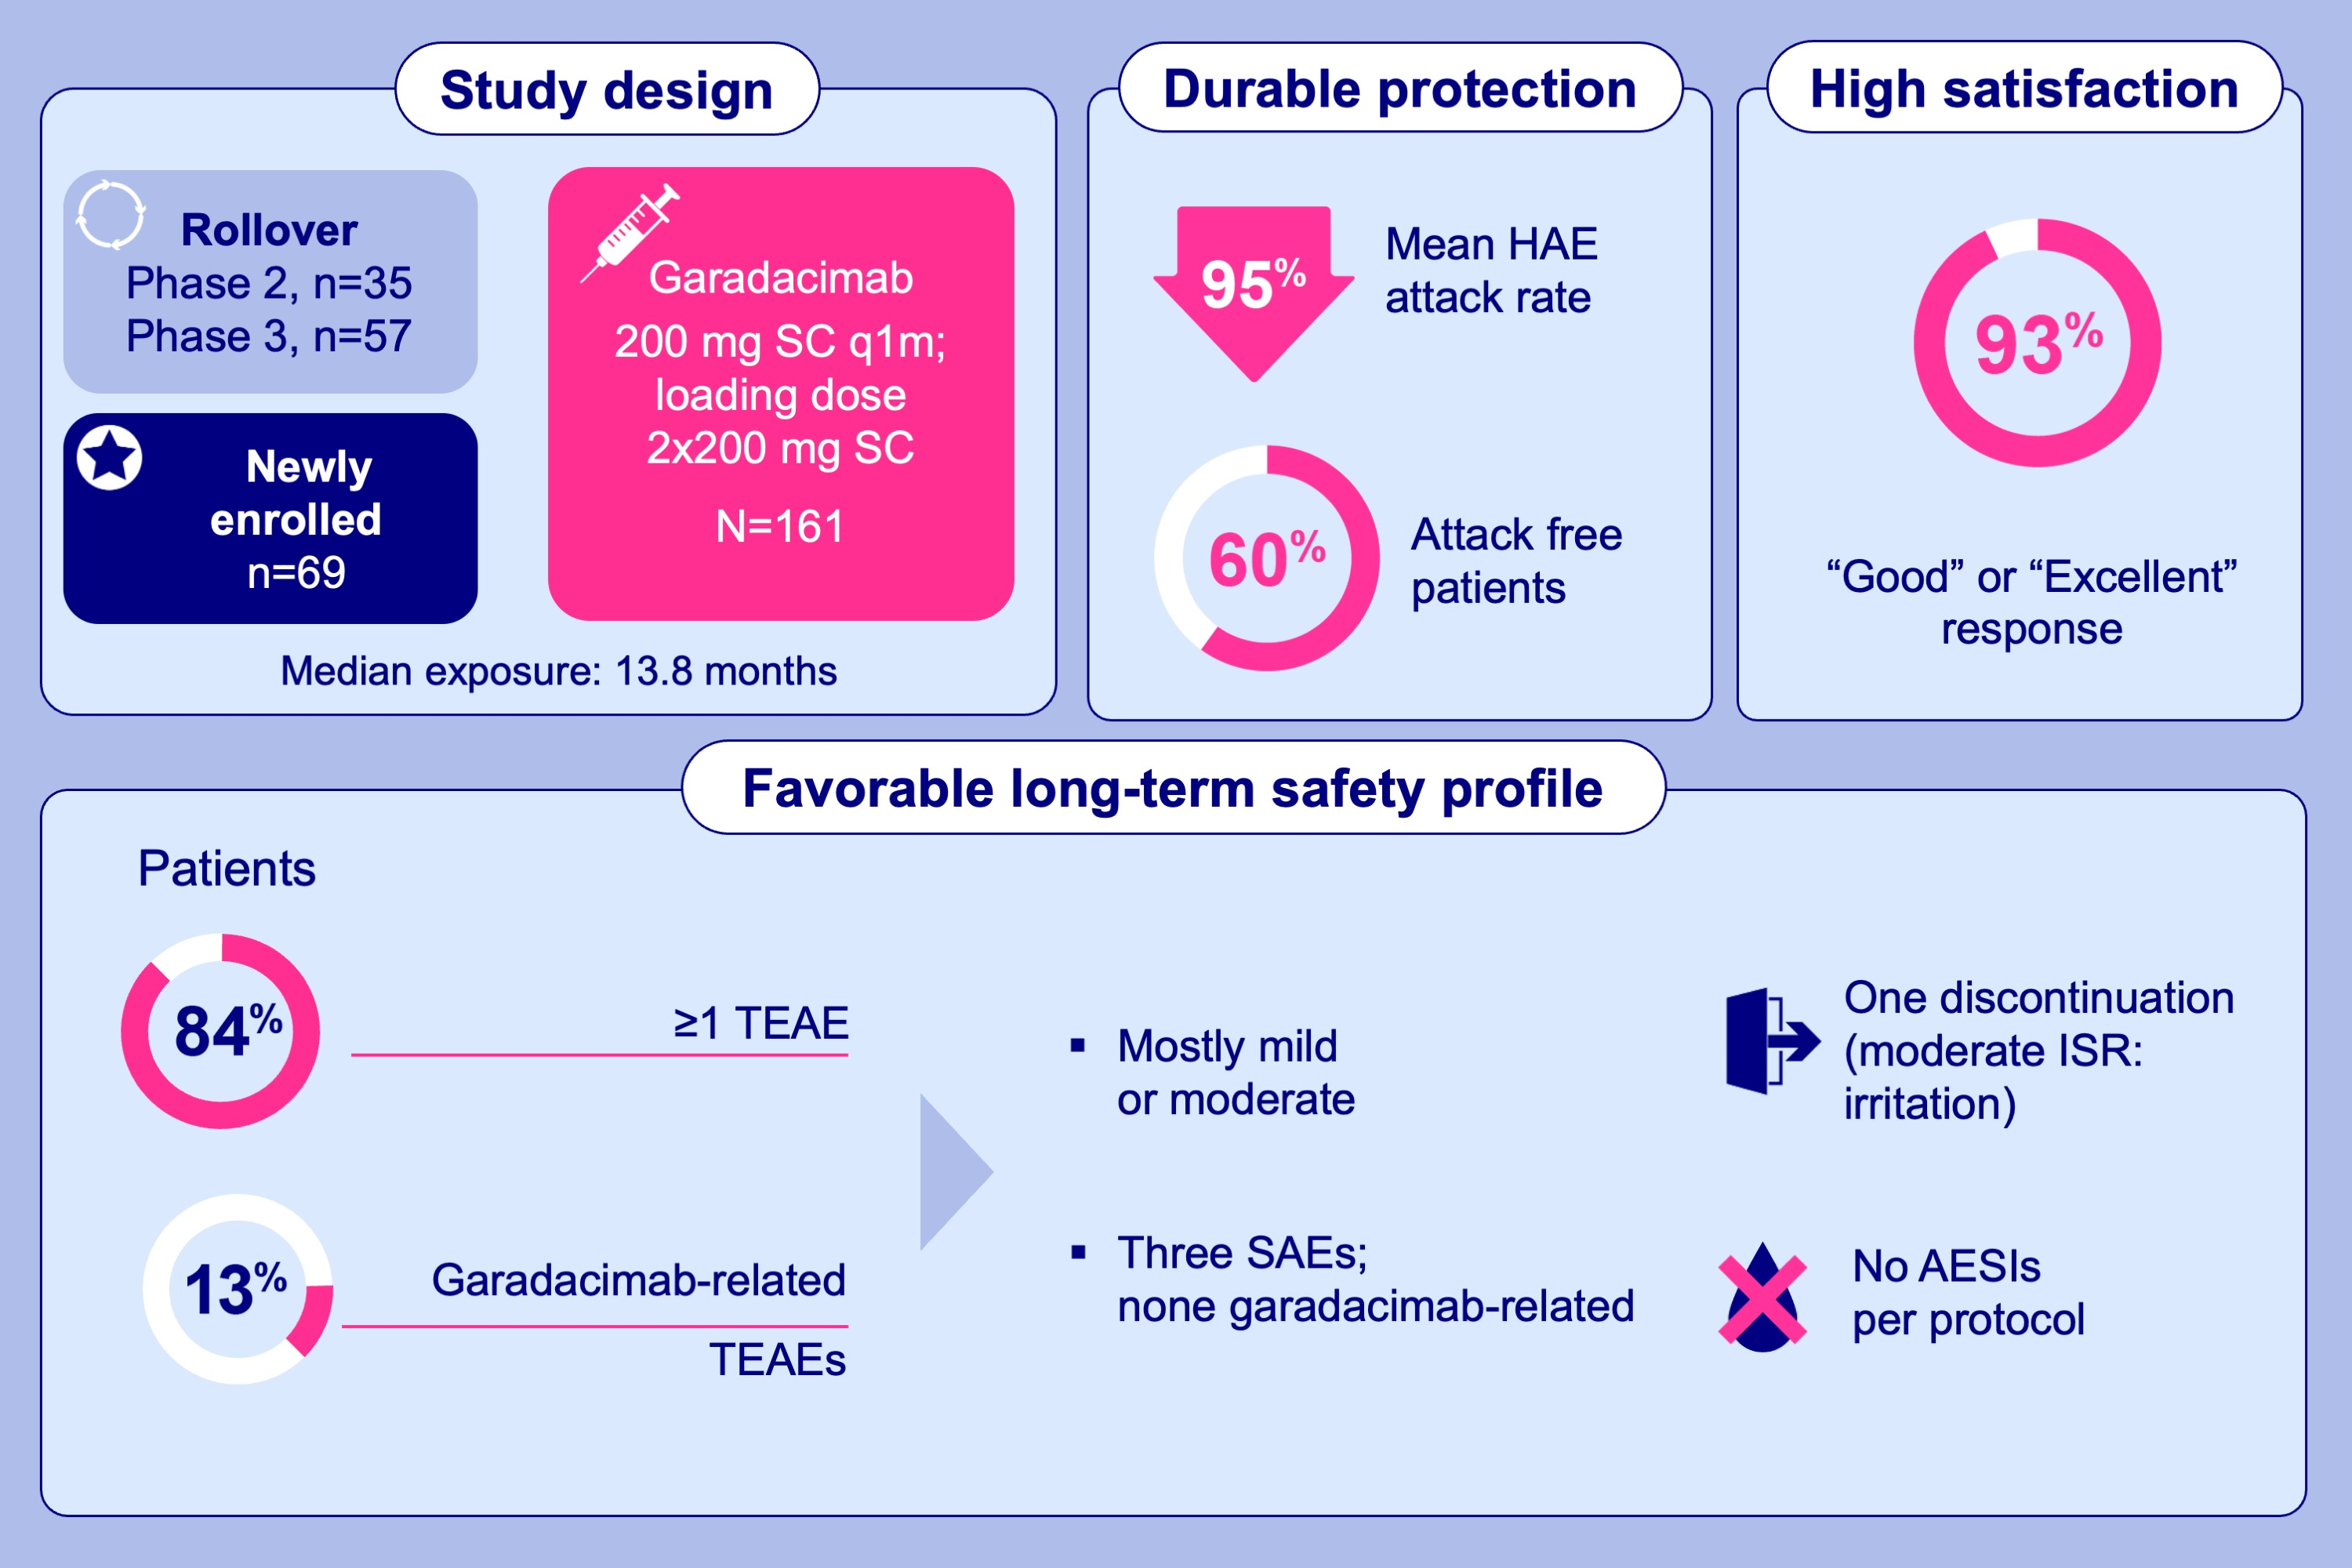 Study design
Rollover
Phase 2, n=35
Phase 3, n=57
Newly
enrolled
n=69
Garadacimab
200 mg SC q1m;
loading dose
2x200 mg SC
N=161
Median exposure: 13.8 months
Durable protection
95%
Mean HAE
attack rate
60%
Attack free
patients
High satisfaction
93%
“Good” or “Excellent”
response
Favorable long-term safety profile
Patients
84%
≥1 TEAE
13%
Garadacimab-related
TEAEs
▪ Mostly mild
or moderate
▪ Three SAEs;
none garadacimab-related
One discontinuation
(moderate ISR:
irritation)
No AESIs
per protocol